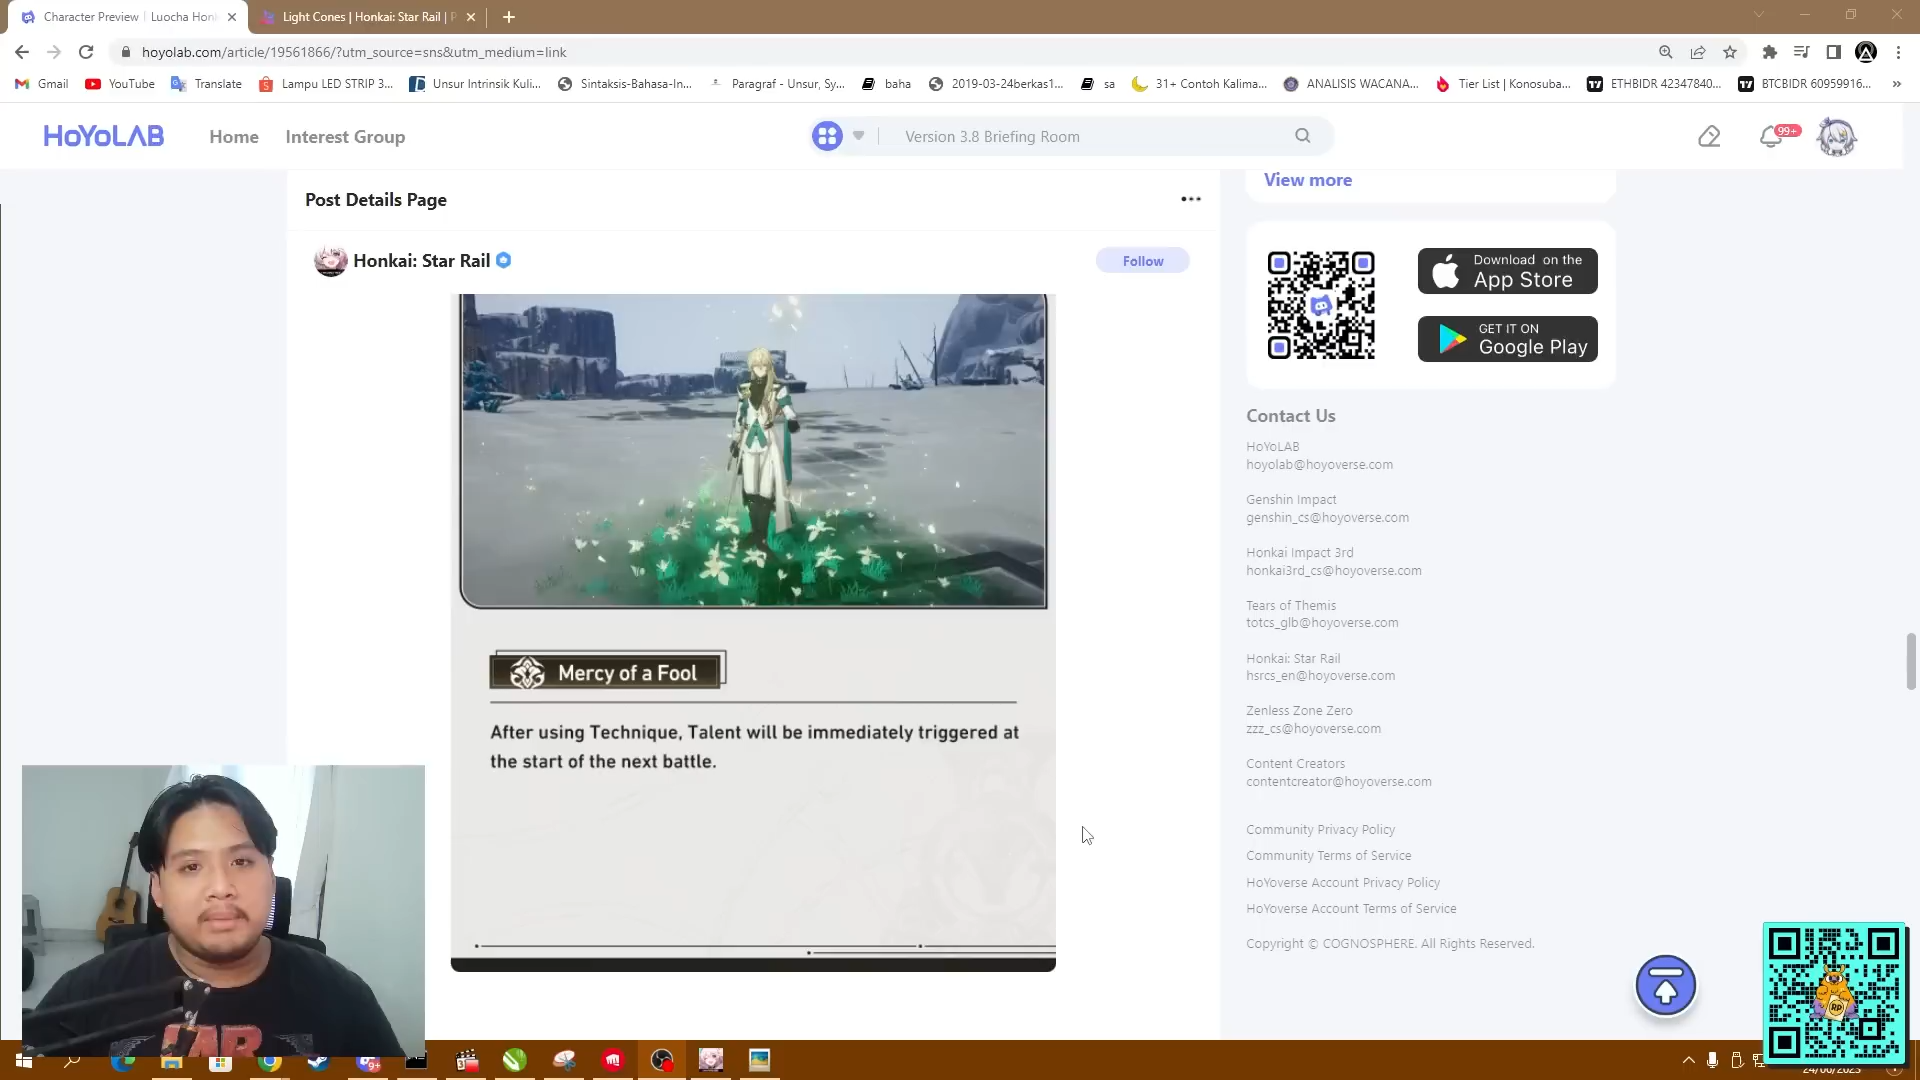 Character Preview | Luocha Honk
Light Cones | Honkai: Star Rail | P
hoyolab.com/article/19561866/?utm_source=sns&utm_medium=link
Gmail
YouTube
Translate
Lampu LED STRIP 3...
Unsur Intrinsik Kuli...
Sintaksis-Bahasa-In...
Paragraf - Unsur, Sy...
baha
2019-03-24berkas1...
sa
31+ Contoh Kalima...
ANALISIS WACANA...
Tier List | Konosuba...
ETHBIDR 42347840...
BTCBIDR 60959916...
HoYoLAB
Home
Interest Group
Version 3.8 Briefing Room
99+
Post Details Page
Honkai: Star Rail
Follow
Mercy of a Fool
After using Technique, Talent will be immediately triggered at
the start of the next battle.
View more
Download on the
App Store
GET IT ON
Google Play
Contact Us
HoYoLAB
hoyolab@hoyoverse.com
Genshin Impact
genshin_cs@hoyoverse.com
Honkai Impact 3rd
honkai3rd_cs@hoyoverse.com
Tears of Themis
totcs_glb@hoyoverse.com
Honkai: Star Rail
hsrcs_en@hoyoverse.com
Zenless Zone Zero
zzz_cs@hoyoverse.com
Content Creators
contentcreator@hoyoverse.com
Community Privacy Policy
Community Terms of Service
HoYoverse Account Privacy Policy
HoYoverse Account Terms of Service
Copyright © COGNOSPHERE. All Rights Reserved.
RP
9+
24/06/2023